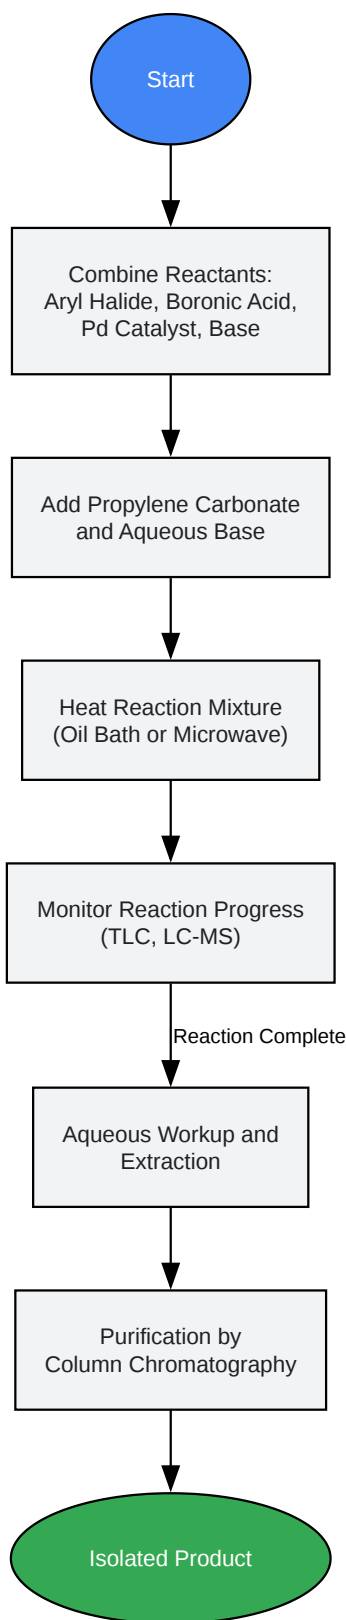 Start
Combine Reactants:
Aryl Halide, Boronic Acid,
Pd Catalyst, Base
Add Propylene Carbonate
and Aqueous Base
Heat Reaction Mixture
(Oil Bath or Microwave)
Monitor Reaction Progress
(TLC, LC-MS)
Reaction Complete
Aqueous Workup and
Extraction
Purification by
Column Chromatography
Isolated Product